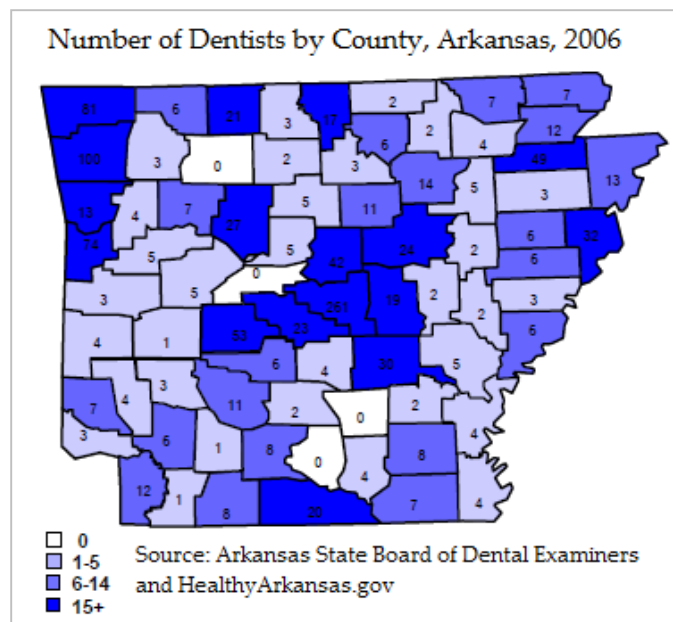 Number of Dentists by County, Arkansas, 2006
81 6 21 3 17 2 7 7
6 2 4 12
100 3 0 2 3 49
14 5 3 13
13 4 7 27 5 11
74 5 5 42 24 2 6 32
5 0 6
3 261 19 2 2 3
4 1 53 23 6
6 4 30 5
7 4 3 11 2 0 2
3 6 1 8 0 4 8 4
12 1 8 20 7 4
0
1-5
6-14
15+
Source: Arkansas State Board of Dental Examiners
and HealthyArkansas.gov